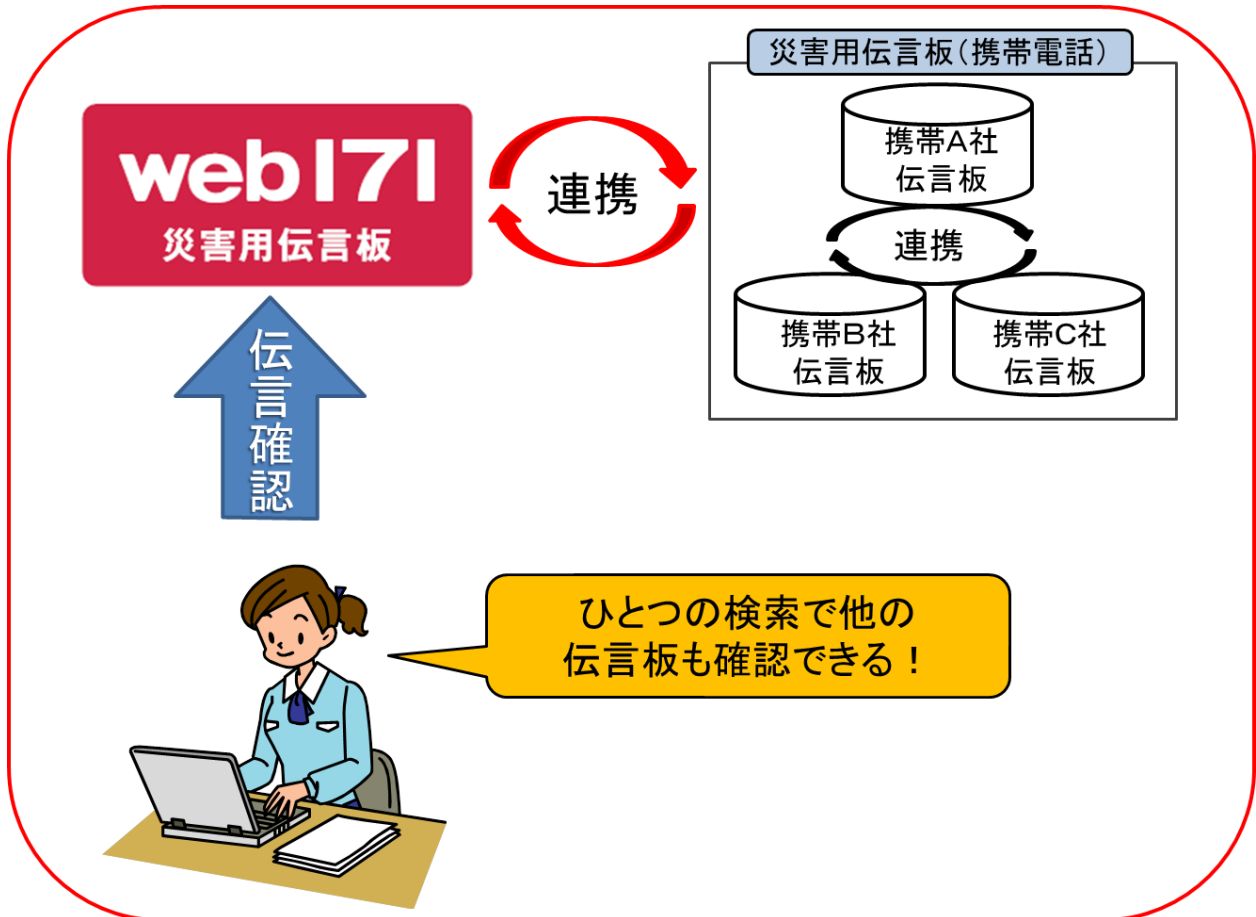 災害用伝言板（携帯電話）
web171
災害用伝言板
連携
携帯A社
伝言板
連携
携帯B社
伝言板
携帯C社
伝言板
伝言確認
ひとつの検索で他の
伝言板も確認できる！